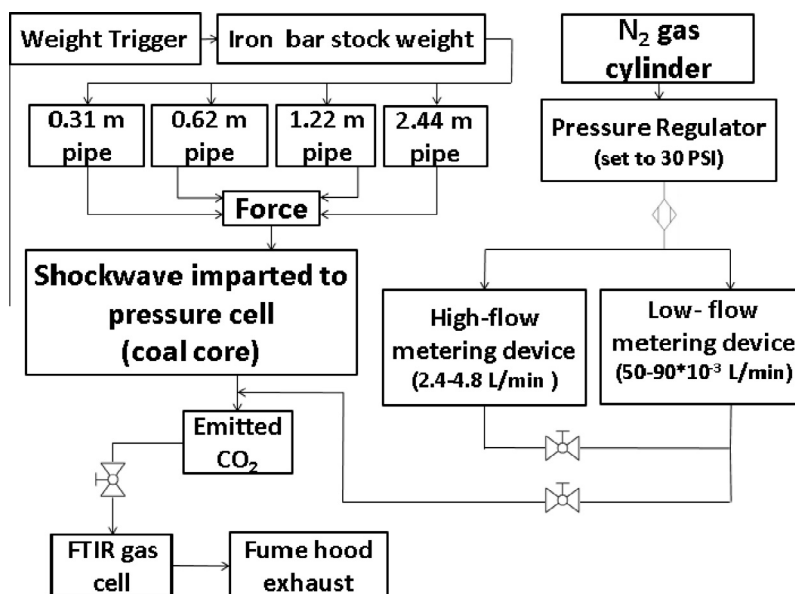 Weight Trigger
Iron bar stock weight
N₂ gas
cylinder
0.31 m
pipe
0.62 m
pipe
1.22 m
pipe
2.44 m
pipe
Pressure Regulator
(set to 30 PSI)
Force
Shockwave imparted to
pressure cell
(coal core)
High-flow
metering device
(2.4-4.8 L/min )
Low- flow
metering device
(50-90*10⁻³ L/min)
Emitted
CO₂
FTIR gas
cell
Fume hood
exhaust